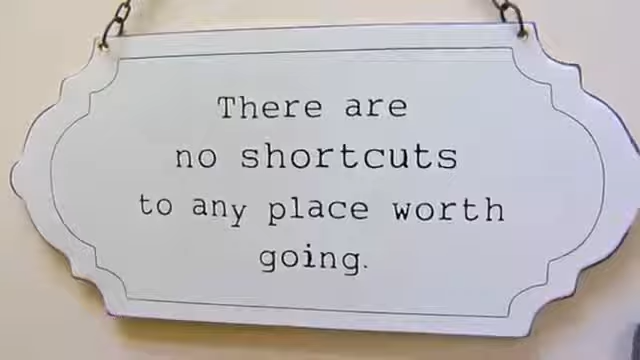 There are
no shortcuts
to any place worth
going.